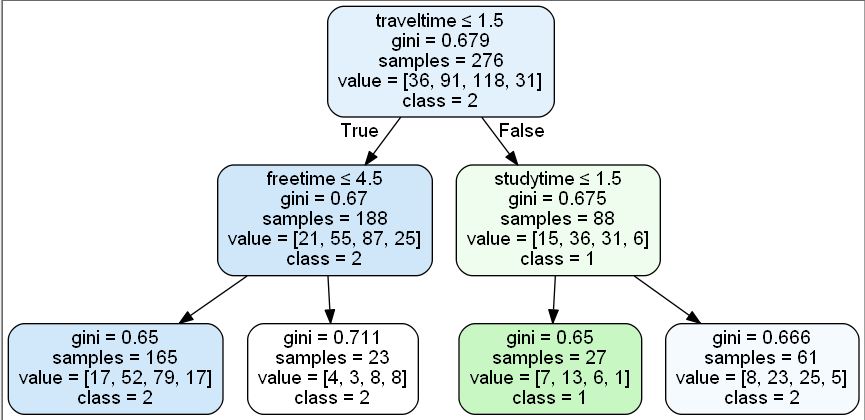 traveltime ≤ 1.5
gini = 0.679
samples = 276
value = [36, 91, 118, 31]
class = 2
True
False
freetime ≤ 4.5
gini = 0.67
samples = 188
value = [21, 55, 87, 25]
class = 2
studytime ≤ 1.5
gini = 0.675
samples = 88
value = [15, 36, 31, 6]
class = 1
gini = 0.65
samples = 165
value = [17, 52, 79, 17]
class = 2
gini = 0.711
samples = 23
value = [4, 3, 8, 8]
class = 2
gini = 0.65
samples = 27
value = [7, 13, 6, 1]
class = 1
gini = 0.666
samples = 61
value = [8, 23, 25, 5]
class = 2